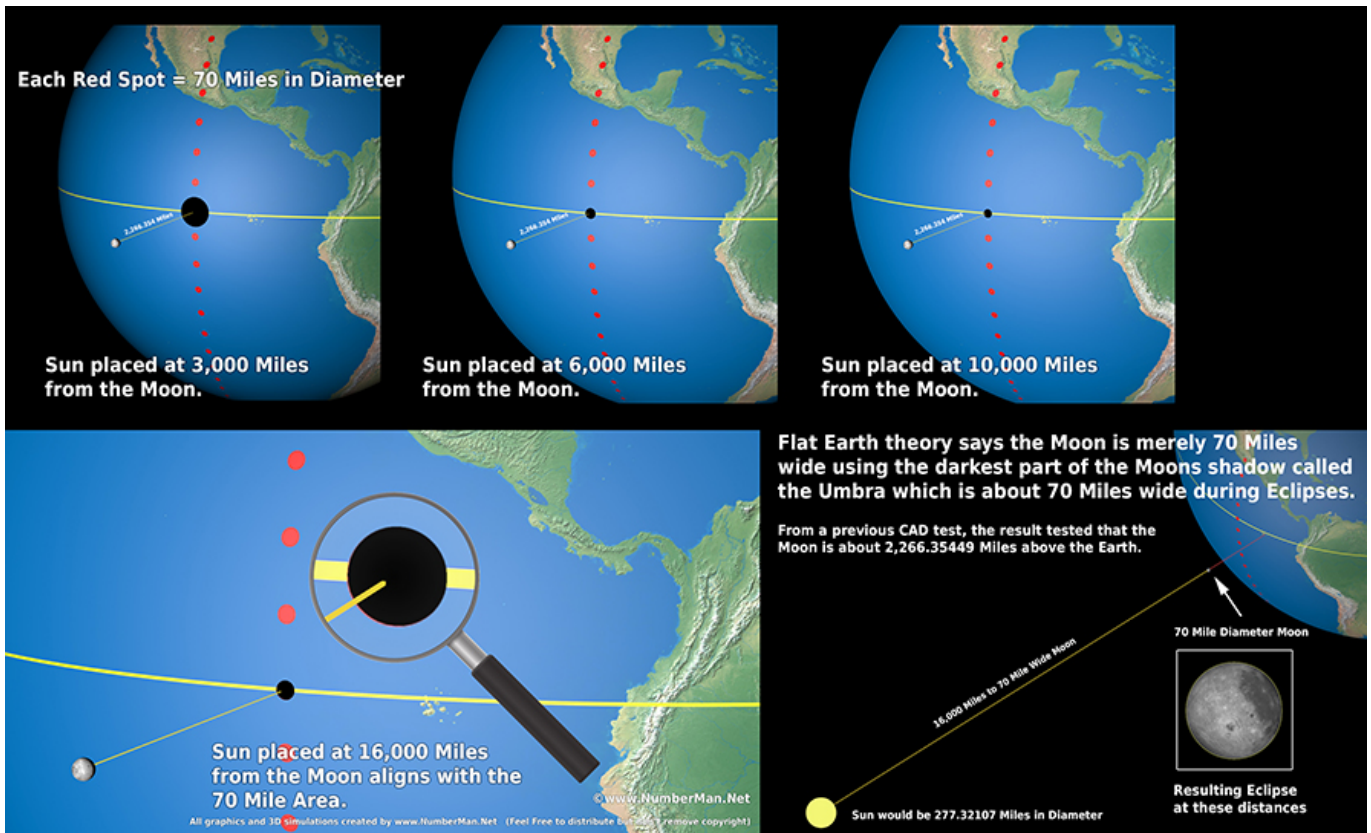 Each Red Spot = 70 Miles in Diameter
2,266.354 Miles
Sun placed at 3,000 Miles
from the Moon.
2,266.354 Miles
Sun placed at 6,000 Miles
from the Moon.
2,266.354 Miles
Sun placed at 10,000 Miles
from the Moon.
Sun placed at 16,000 Miles
from the Moon aligns with the
70 Mile Area.
©www.NumberMan.Net
All graphics and 3D simulations created by www.NumberMan.Net (Feel Free to distribute but remove copyright)
Flat Earth theory says the Moon is merely 70 Miles
wide using the darkest part of the Moons shadow called
the Umbra which is about 70 Miles wide during Eclipses.
From a previous CAD test, the result tested that the
Moon is about 2,266.35449 Miles above the Earth.
70 Mile Diameter Moon
16,000 Miles to 70 Mile Wide Moon
Resulting Eclipse
at these distances
Sun would be 277.32107 Miles in Diameter